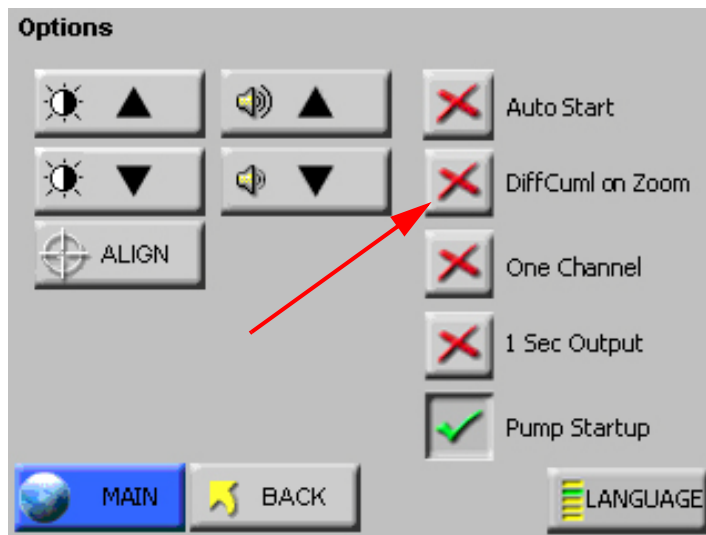 Options
Auto Start
DiffCuml on Zoom
ALIGN
One Channel
1 Sec Output
Pump Startup
MAIN
BACK
LANGUAGE